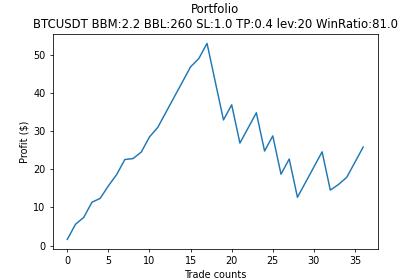 Portfolio
BTCUSDT BBM:2.2 BBL:260 SL:1.0 TP:0.4 lev:20 WinRatio:81.0
Profit ($)
50
40
30
20
10
0
0 5 10 15 20 25 30 35
Trade counts